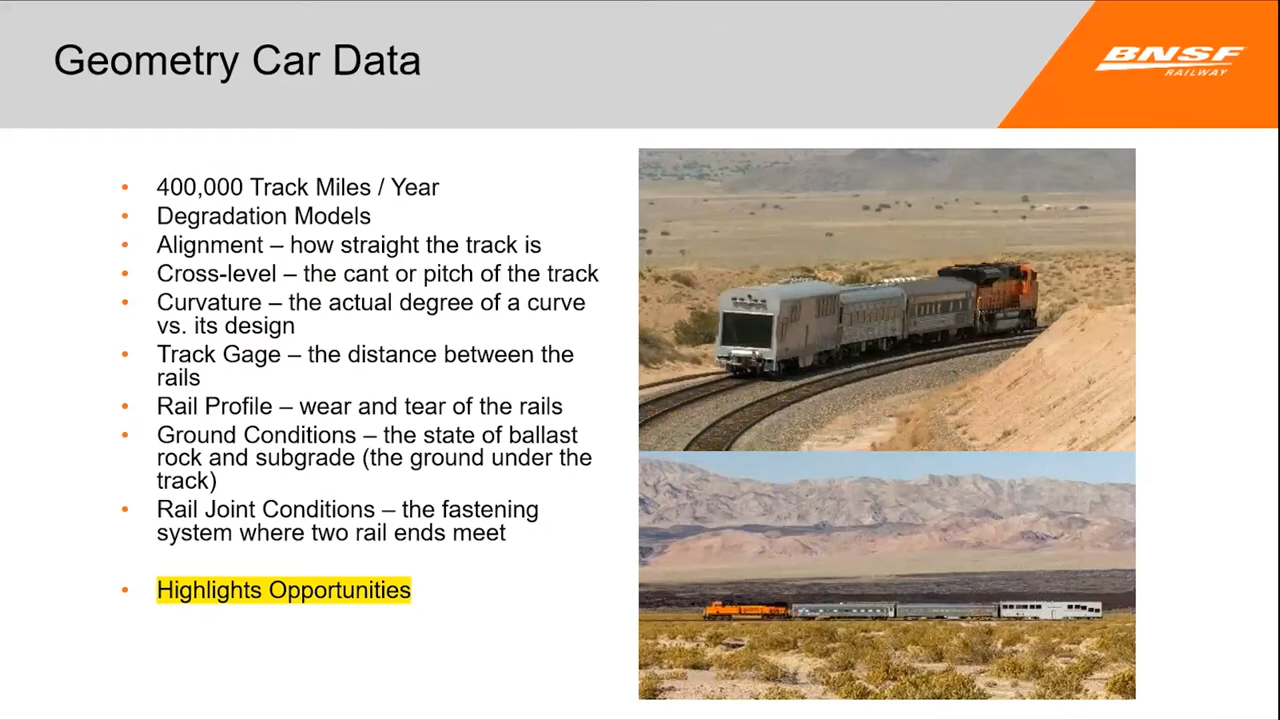 Geometry Car Data
BNSF
RAILWAY
• 400,000 Track Miles / Year
• Degradation Models
• Alignment – how straight the track is
• Cross-level – the cant or pitch of the track
• Curvature – the actual degree of a curve
vs. its design
• Track Gage – the distance between the
rails
• Rail Profile – wear and tear of the rails
• Ground Conditions – the state of ballast
rock and subgrade (the ground under the
track)
• Rail Joint Conditions – the fastening
system where two rail ends meet
• Highlights Opportunities